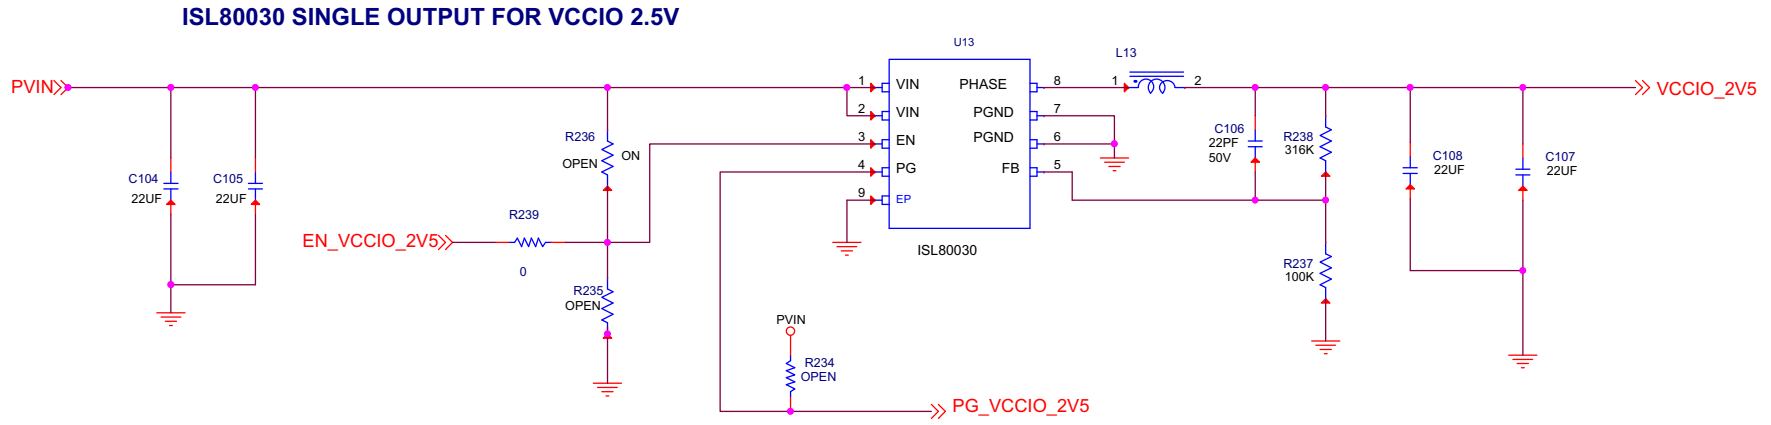 ISL80030 SINGLE OUTPUT FOR VCCIO 2.5V
U13
L13
PVIN
1 VIN
PHASE 8
1 2
VCCIO_2V5
2 VIN
PGND 7
3 EN
PGND 6
4 PG
FB 5
9 EP
ISL80030
R236
OPEN
ON
C104
22UF
C105
22UF
R239
0
EN_VCCIO_2V5
R235
OPEN
C106
22PF
50V
R238
316K
C108
22UF
C107
22UF
R237
100K
PVIN
R234
OPEN
PG_VCCIO_2V5